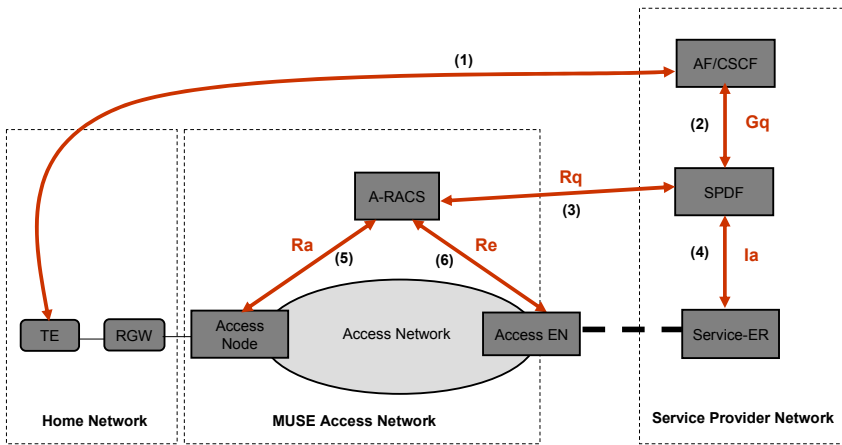 (1)
AF/CSCF
(2)
Gq
Rq
SPDF
A-RACS
(3)
Ra
(5)
(6)
Re
(4)
Ia
TE
RGW
Access
Node
Access Network
Access EN
Service-ER
Home Network
MUSE Access Network
Service Provider Network